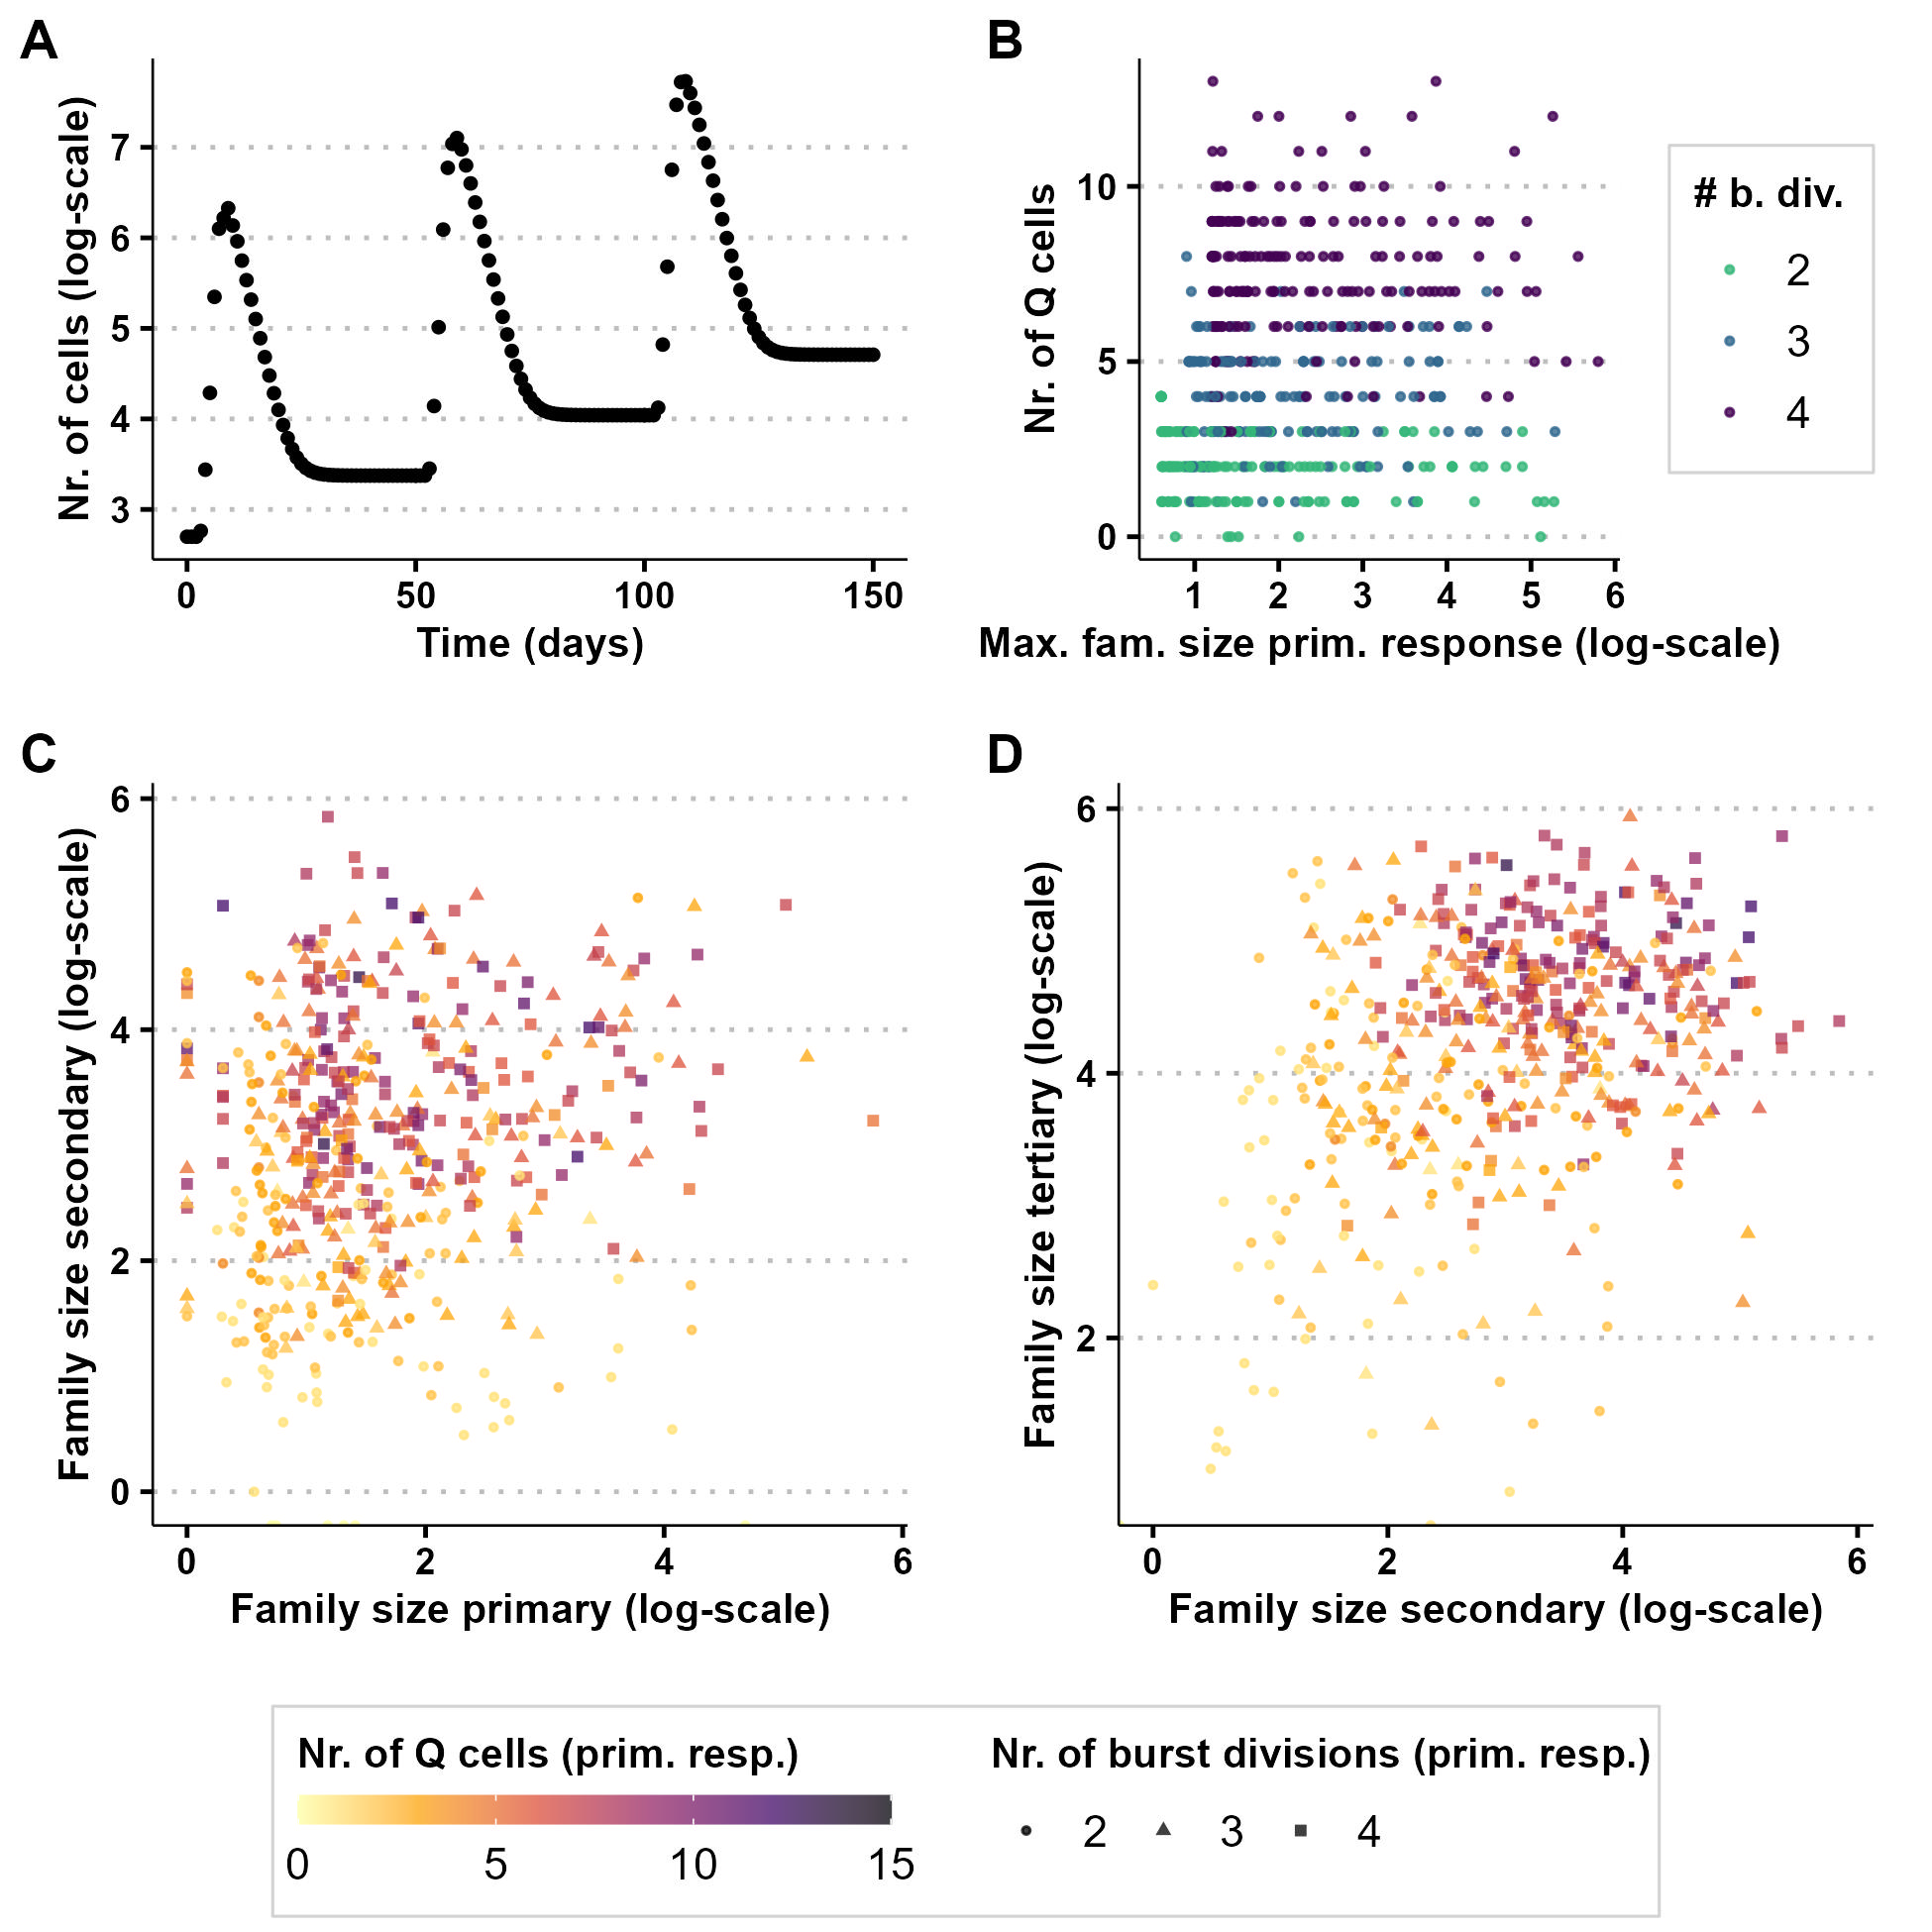 A
Nr. of cells (log-scale)
7
6
5
4
3
0 50 100 150
Time (days)
B
Nr. of Q cells
10
5
0
1 2 3 4 5 6
Max. fam. size prim. response (log-scale)
# b. div.
2
3
4
C
Family size secondary (log-scale)
6
4
2
0
0 2 4 6
Family size primary (log-scale)
D
Family size tertiary (log-scale)
6
4
2
0 2 4 6
Family size secondary (log-scale)
Nr. of Q cells (prim. resp.)
0 5 10 15
Nr. of burst divisions (prim. resp.)
2 3 4